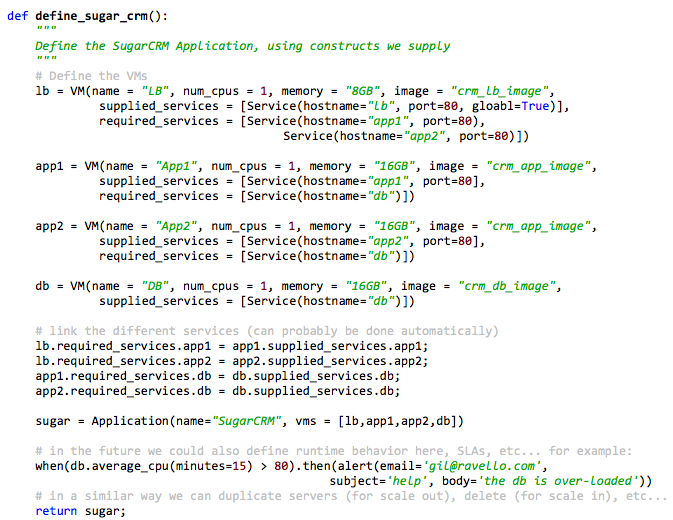 def define_sugar_crm():
    """
    Define the SugarCRM Application, using constructs we supply
    """
    # Define the VMs
    lb = VM(name = "LB", num_cpus = 1, memory = "8GB", image = "crm_lb_image",
            supplied_services = [Service(hostname="lb", port=80, gloabl=True)],
            required_services = [Service(hostname="app1", port=80),
                                 Service(hostname="app2", port=80)])

    app1 = VM(name = "App1", num_cpus = 1, memory = "16GB", image = "crm_app_image",
            supplied_services = [Service(hostname="app1", port=80],
            required_services = [Service(hostname="db")])

    app2 = VM(name = "App2", num_cpus = 1, memory = "16GB", image = "crm_app_image",
            supplied_services = [Service(hostname="app2", port=80],
            required_services = [Service(hostname="db")])

    db = VM(name = "DB", num_cpus = 1, memory = "16GB", image = "crm_db_image",
            supplied_services = [Service(hostname="db")])

    # link the different services (can probably be done automatically)
    lb.required_services.app1 = app1.supplied_services.app1;
    lb.required_services.app2 = app2.supplied_services.app2;
    app1.required_services.db = db.supplied_services.db;
    app2.required_services.db = db.supplied_services.db;

    sugar = Application(name="SugarCRM", vms = [lb,app1,app2,db])

    # in the future we could also define runtime behavior here, SLAs, etc... for example:
    when(db.average_cpu(minutes=15) > 80).then(alert(email='gil@ravello.com',
                                               subject='help', body='the db is over-loaded'))
    # in a similar way we can duplicate servers (for scale out), delete (for scale in), etc...
    return sugar;